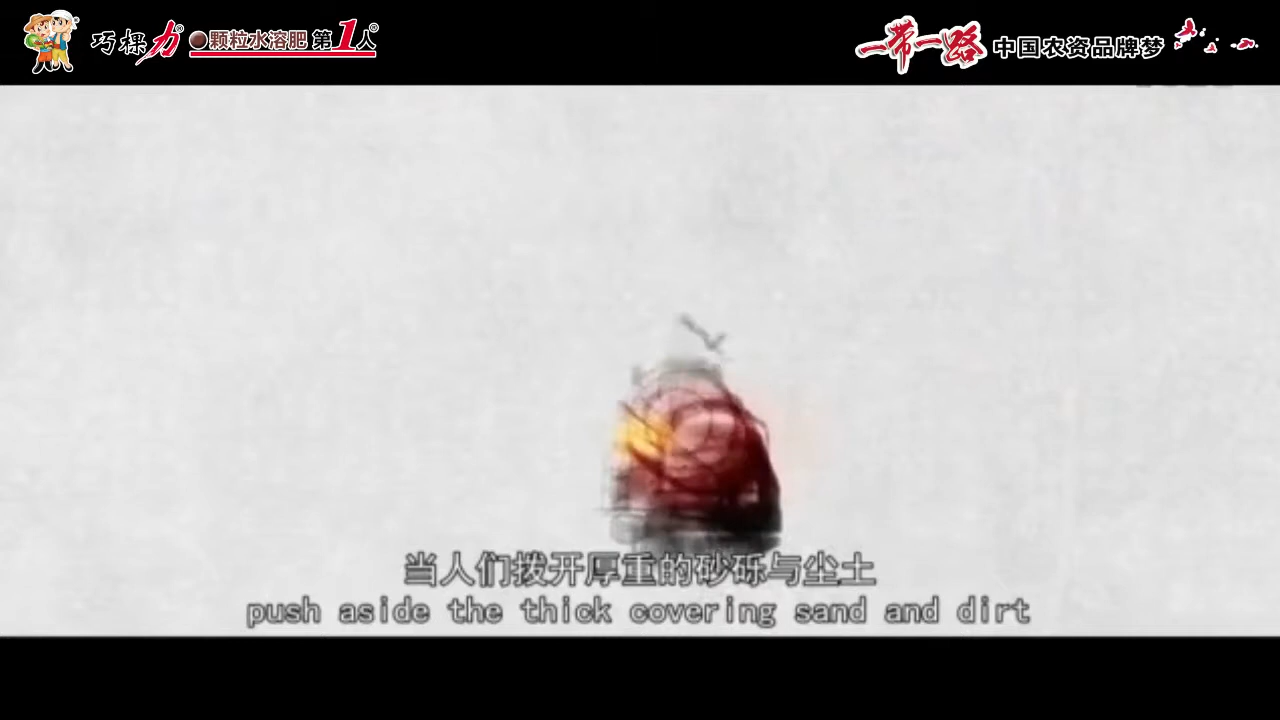 巧棵力 颗粒水溶肥 第1人
一带一路 中国农资品牌梦
当人们拨开厚重的砂砾与尘土
push aside the thick covering sand and dirt